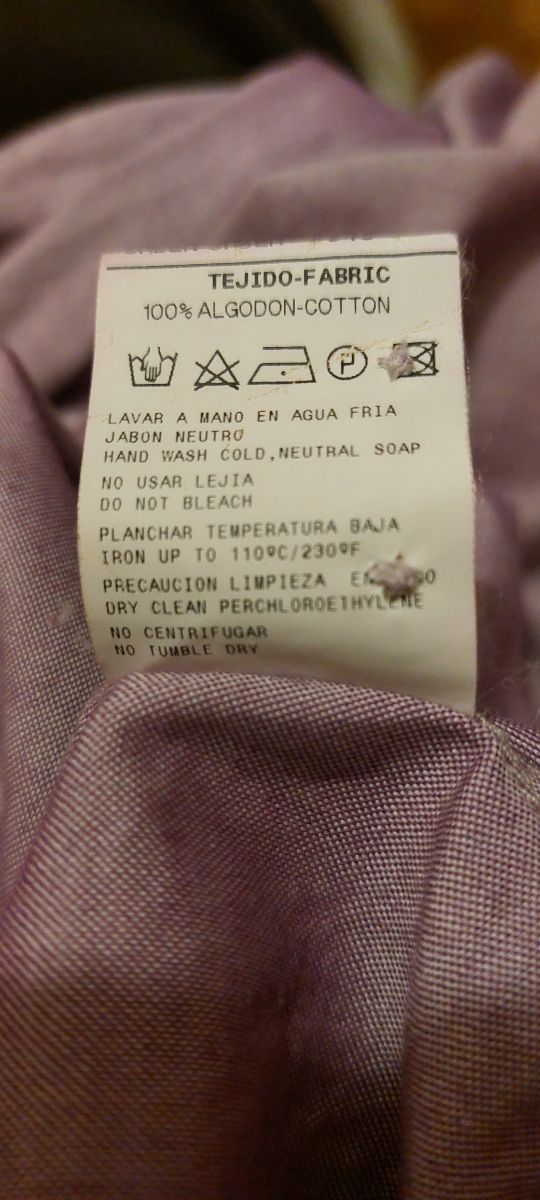 TEJIDO-FABRIC
100% ALGODON-COTTON
P
LAVAR A MANO EN AGUA FRIA
JABON NEUTRO
HAND WASH COLD,NEUTRAL SOAP
NO USAR LEJIA
DO NOT BLEACH
PLANCHAR TEMPERATURA BAJA
IRON UP TO 110ºC/230ºF
PRECAUCION LIMPIEZA
DRY CLEAN PERCHLOROETHYLENE
NO CENTRIFUGAR
NO TUMBLE DRY